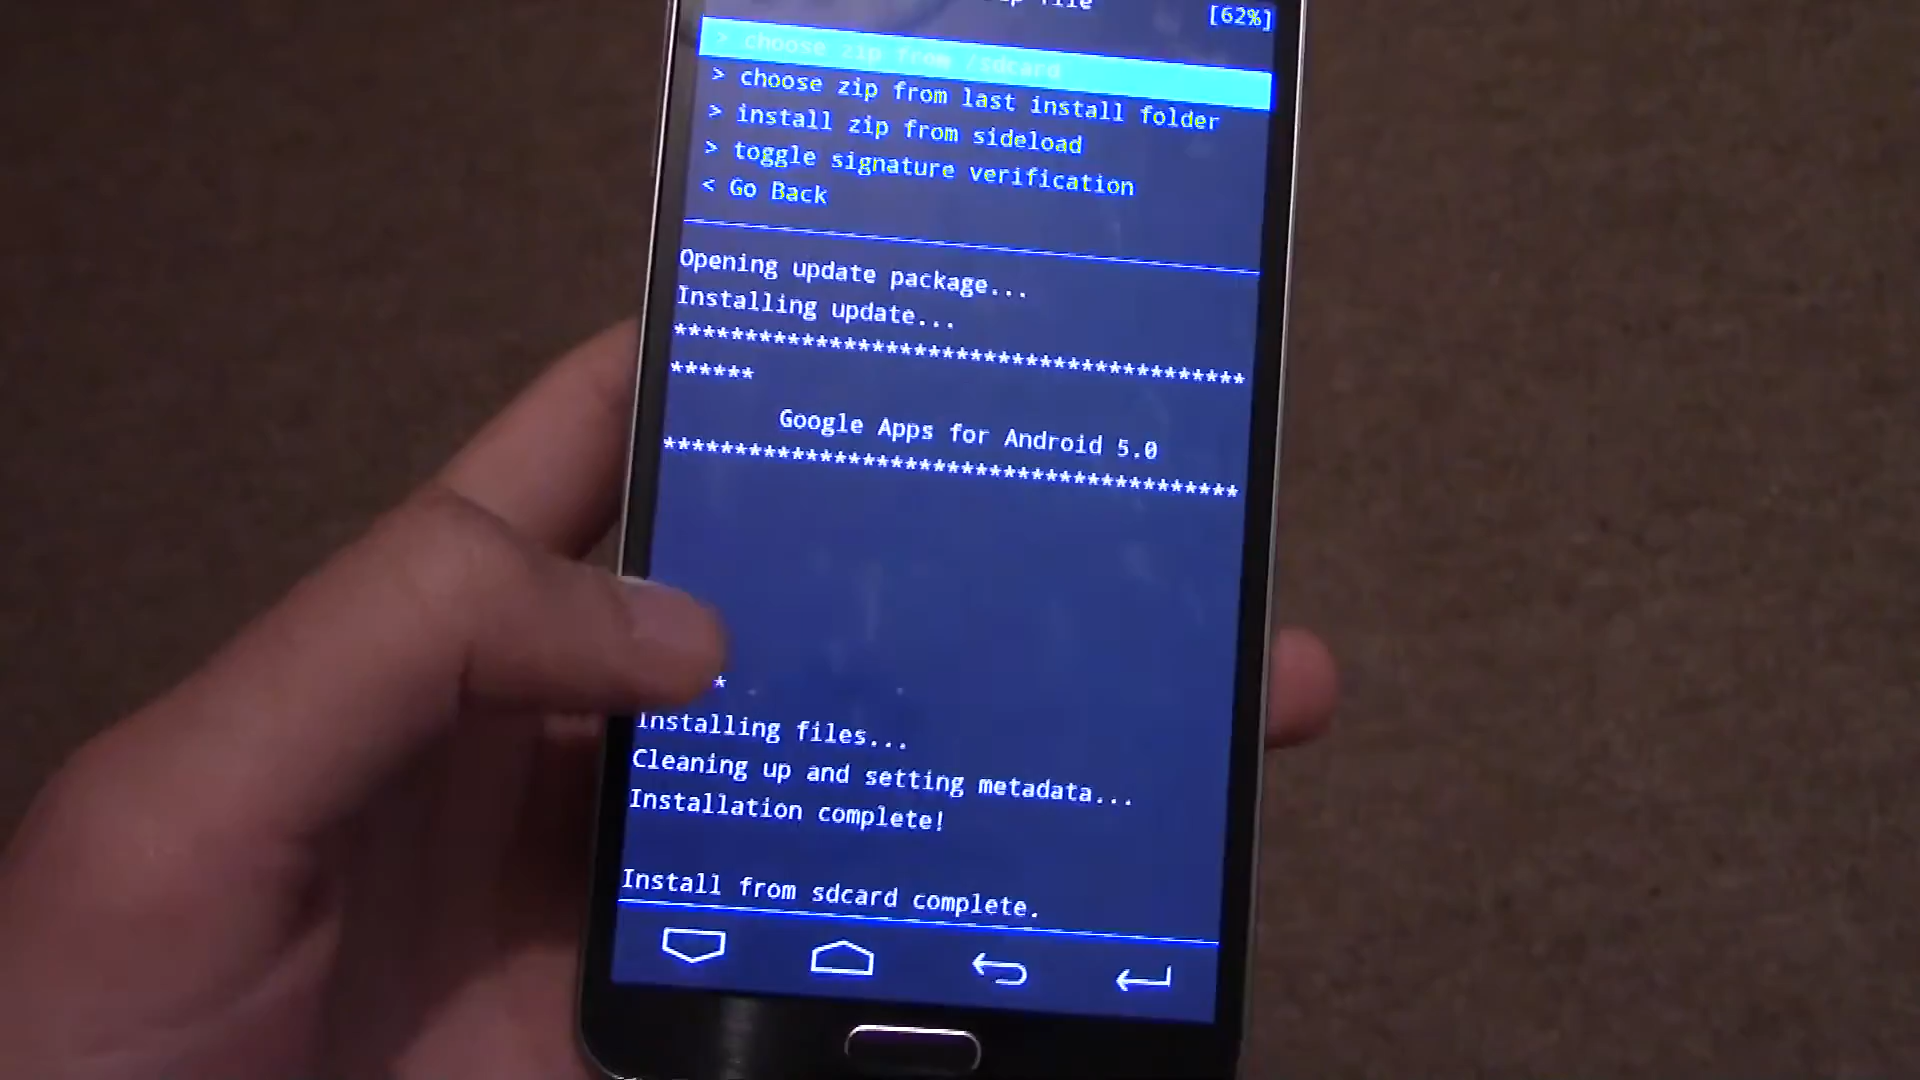 file
[62%]
> choose zip from /sdcard
> choose zip from last install folder
> install zip from sideload
> toggle signature verification
< Go Back
Opening update package...
Installing update...
*****************************************
******
Google Apps for Android 5.0
*****************************************
*
Installing files...
Cleaning up and setting metadata...
Installation complete!
Install from sdcard complete.